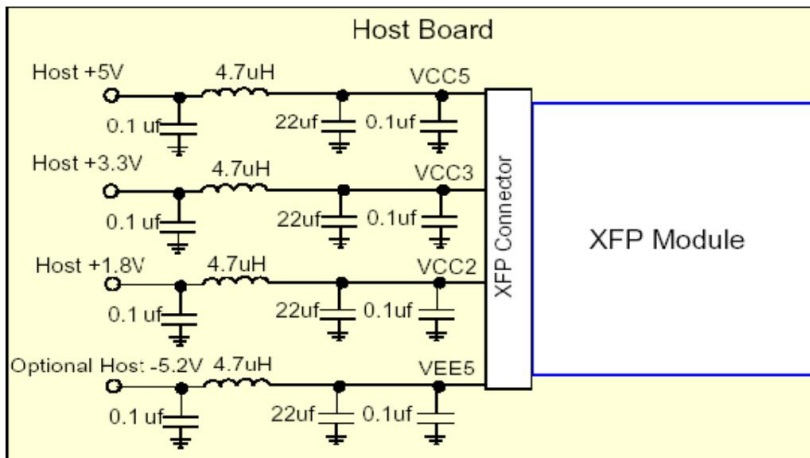 Host Board
Host +5V
4.7uH
VCC5
0.1 uf
22uf
0.1uf
Host +3.3V
4.7uH
VCC3
0.1 uf
22uf
0.1uf
Host +1.8V
4.7uH
VCC2
0.1 uf
22uf
0.1uf
Optional Host -5.2V
4.7uH
VEE5
0.1 uf
22uf
0.1uf
XFP Connector
XFP Module